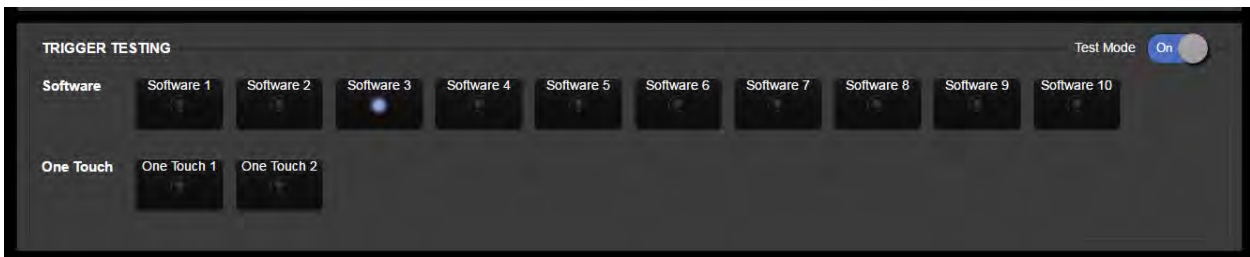 TRIGGER TESTING
Test Mode On
Software Software 1 Software 2 Software 3 Software 4 Software 5 Software 6 Software 7 Software 8 Software 9 Software 10
One Touch One Touch 1 One Touch 2